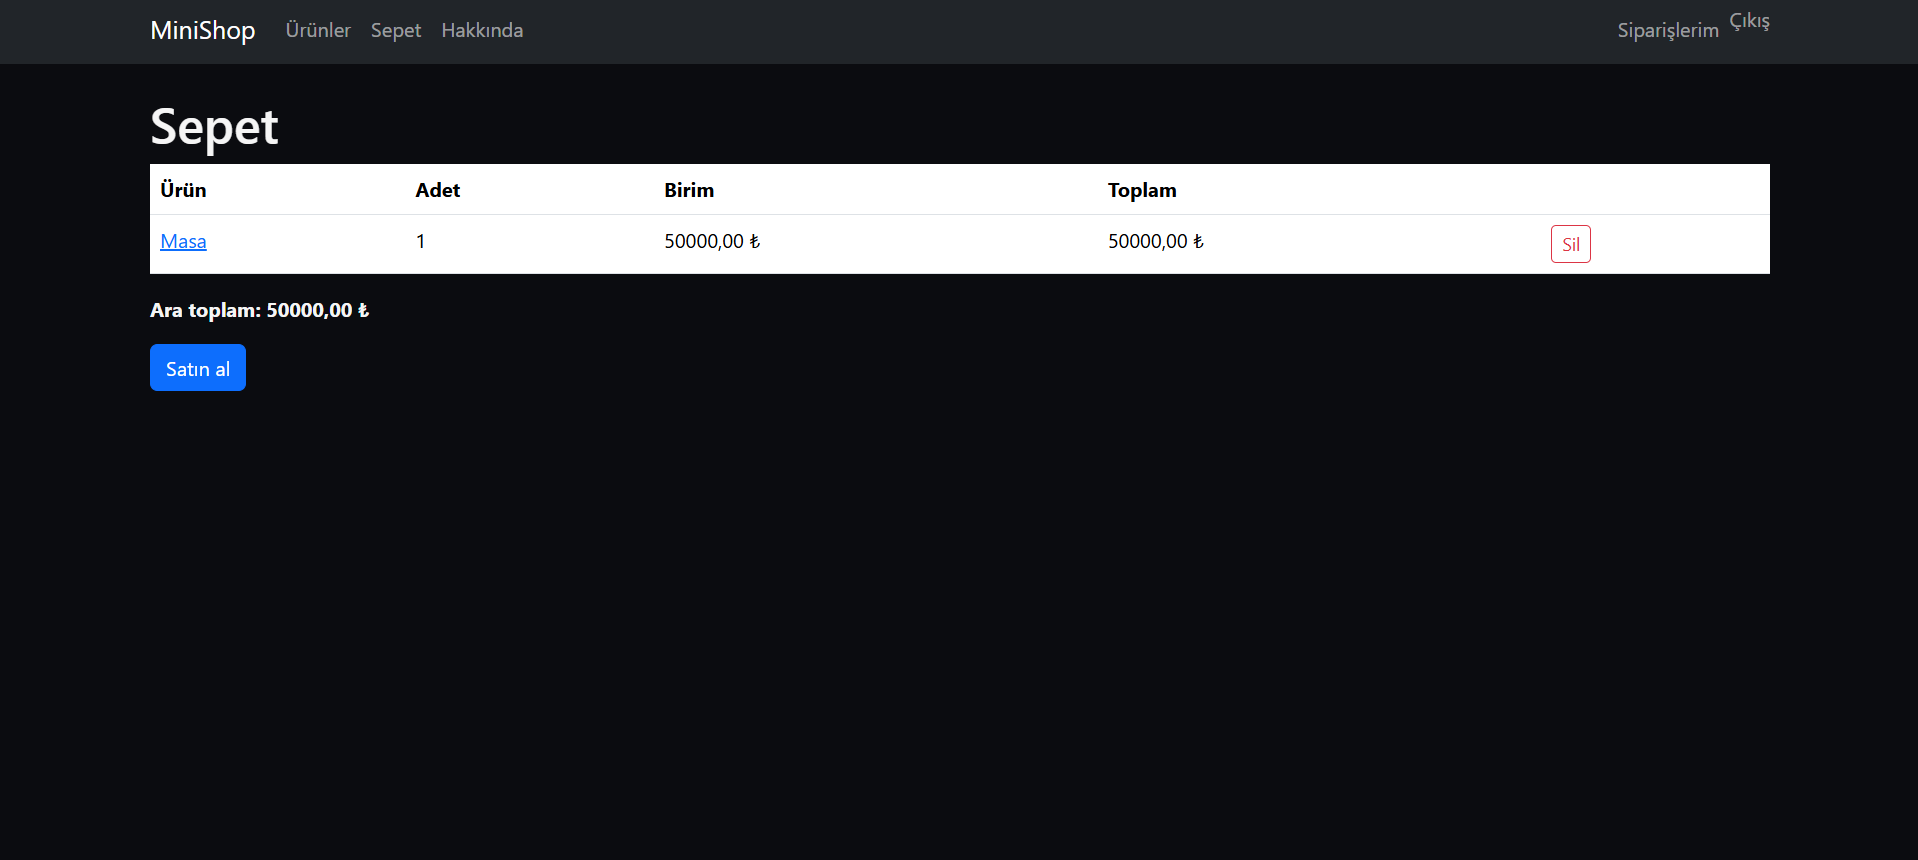 MiniShop Ürünler Sepet Hakkında Siparişlerim Çıkış
Sepet
Ürün Adet Birim Toplam
Masa 1 50000,00 ₺ 50000,00 ₺ Sil
Ara toplam: 50000,00 ₺
Satın al